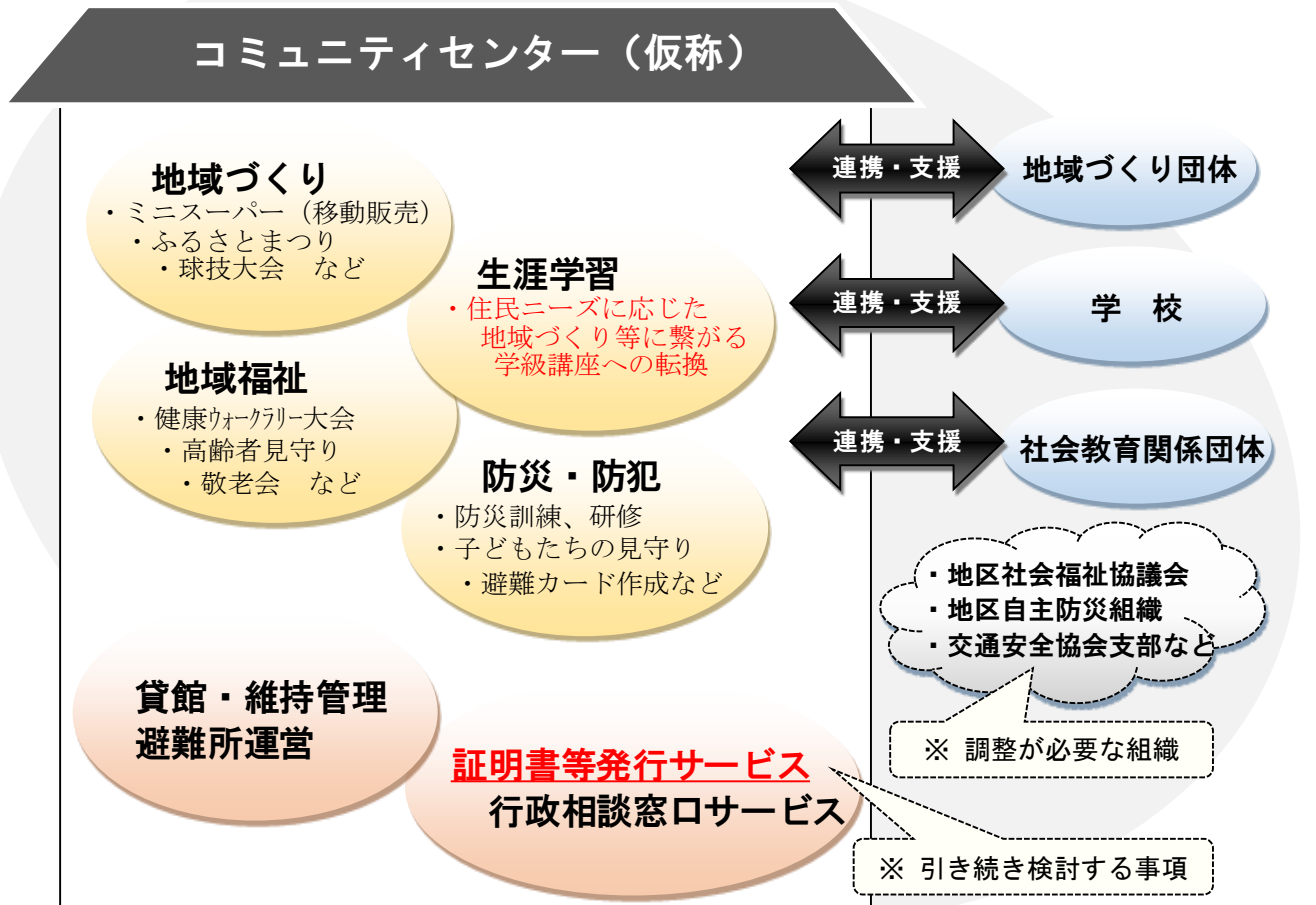 コミュニティセンター（仮称）
地域づくり
・ミニスーパー（移動販売）
・ふるさとまつり
・球技大会　など
生涯学習
・住民ニーズに応じた
地域づくり等に繋がる
学級講座への転換
地域福祉
・健康ｳｫｰｸﾗﾘｰ大会
・高齢者見守り
・敬老会　など
防災・防犯
・防災訓練、研修
・子どもたちの見守り
・避難カード作成など
貸館・維持管理
避難所運営
証明書等発行サービス
行政相談窓口サービス
連携・支援
地域づくり団体
連携・支援
学　校
連携・支援
社会教育関係団体
・地区社会福祉協議会
・地区自主防災組織
・交通安全協会支部など
※ 調整が必要な組織
※ 引き続き検討する事項